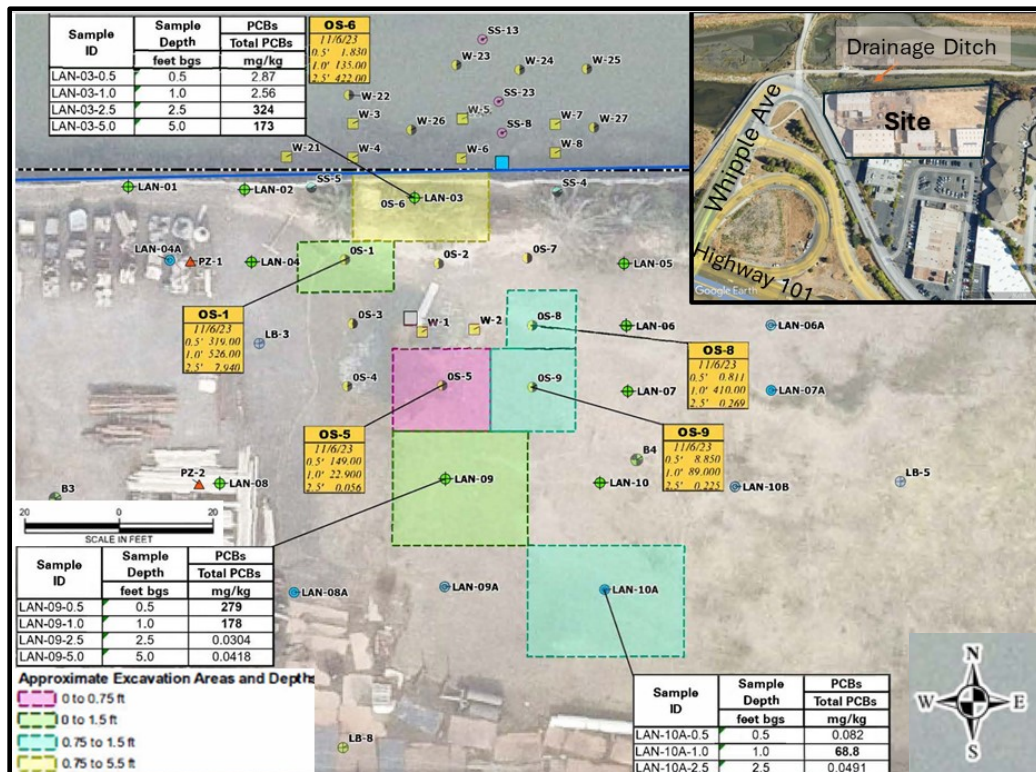 Sample ID Sample Depth PCBs
feet bgs Total PCBs mg/kg
LAN-03-0.5 0.5 2.87
LAN-03-1.0 1.0 2.56
LAN-03-2.5 2.5 324
LAN-03-5.0 5.0 173
OS-6
11/6/23
0.5' 1.830
1.0' 135.00
2.5' 422.00
SS-13
W-23
W-24
W-25
W-22
SS-23
W-3
W-5
W-26
SS-8
W-7
W-27
W-21
W-4
W-6
W-8
Drainage Ditch
Whipple Ave
Site
Highway 101
Google Earth
LAN-01
LAN-02
SS-5
OS-6
LAN-03
SS-4
LAN-04A
PZ-1
LAN-04
OS-1
OS-2
OS-7
LAN-05
OS-1
11/6/23
0.5' 319.00
1.0' 526.00
2.5' 7.940
LB-3
OS-3
W-1
W-2
OS-8
LAN-06
LAN-06A
OS-8
11/6/23
0.5' 0.811
1.0' 410.00
2.5' 0.269
OS-4
OS-5
OS-9
LAN-07
LAN-07A
OS-5
11/6/23
0.5' 149.00
1.0' 22.900
2.5' 0.056
OS-9
11/6/23
0.5' 8.850
1.0' 89.000
2.5' 0.225
B4
B3
PZ-2
LAN-08
LAN-09
LAN-10
LAN-10B
LB-5
20 0 20
SCALE IN FEET
Sample ID Sample Depth PCBs
feet bgs Total PCBs mg/kg
LAN-09-0.5 0.5 279
LAN-09-1.0 1.0 178
LAN-09-2.5 2.5 0.0304
LAN-09-5.0 5.0 0.0418
LAN-08A
LAN-09A
LAN-10A
Approximate Excavation Areas and Depths
0 to 0.75 ft
0 to 1.5 ft
0.75 to 1.5 ft
0.75 to 5.5 ft
LB-8
Sample ID Sample Depth PCBs
feet bgs Total PCBs mg/kg
LAN-10A-0.5 0.5 0.082
LAN-10A-1.0 1.0 68.8
LAN-10A-2.5 2.5 0.0491
N
W E
S